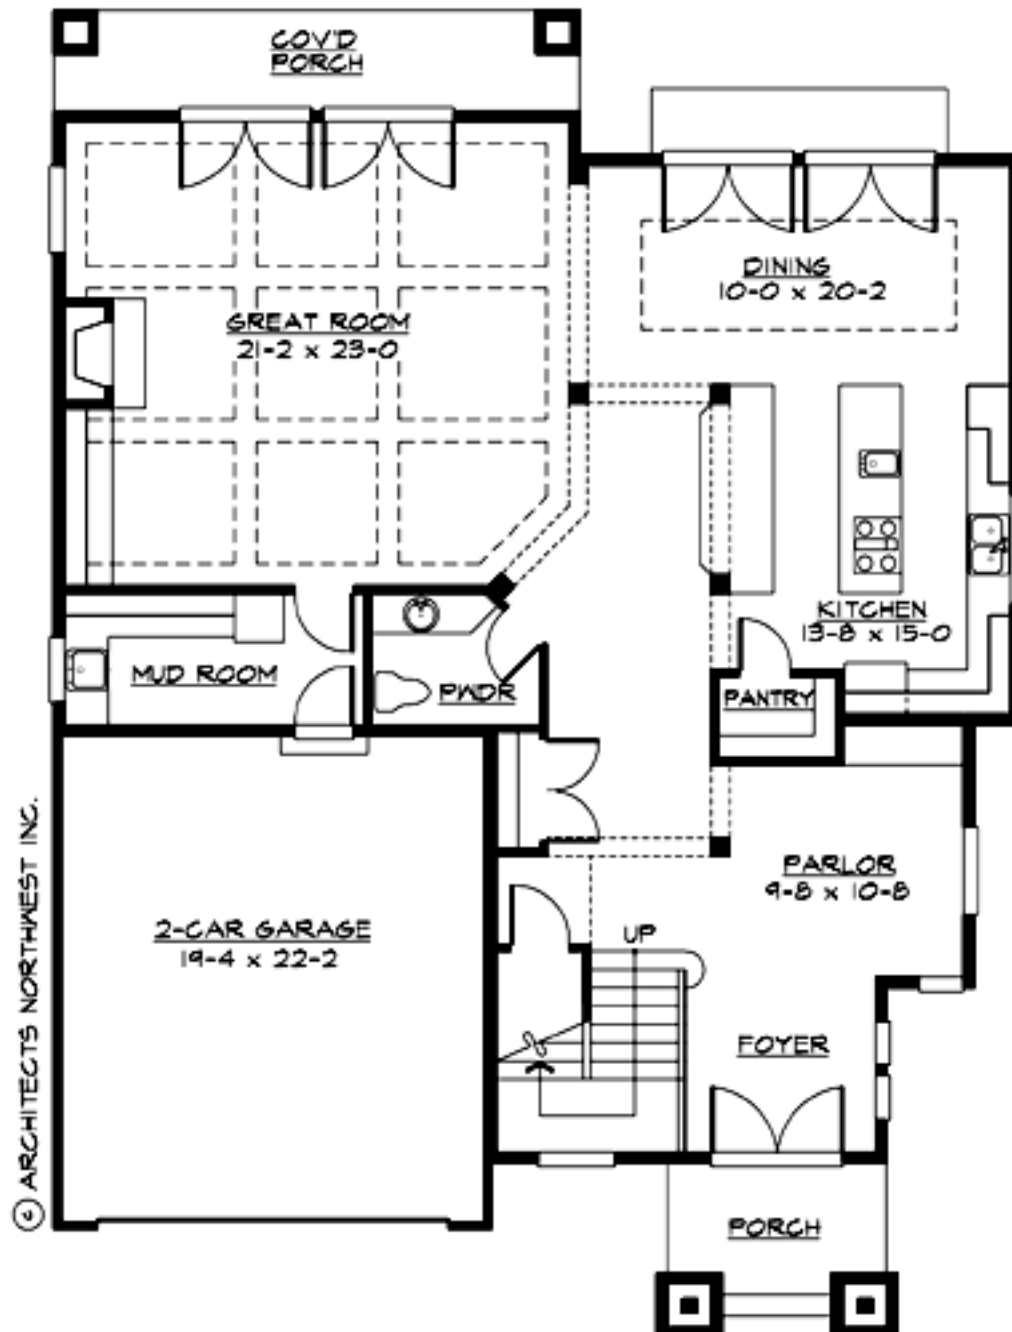 COV'D
PORCH
DINING
10-0 x 20-2
GREAT ROOM
21-2 x 23-0
KITCHEN
13-8 x 15-0
MUD ROOM
PWDR
PANTRY
PARLOR
9-8 x 10-8
2-CAR GARAGE
19-4 x 22-2
UP
FOYER
PORCH
© ARCHITECTS NORTHWEST INC.